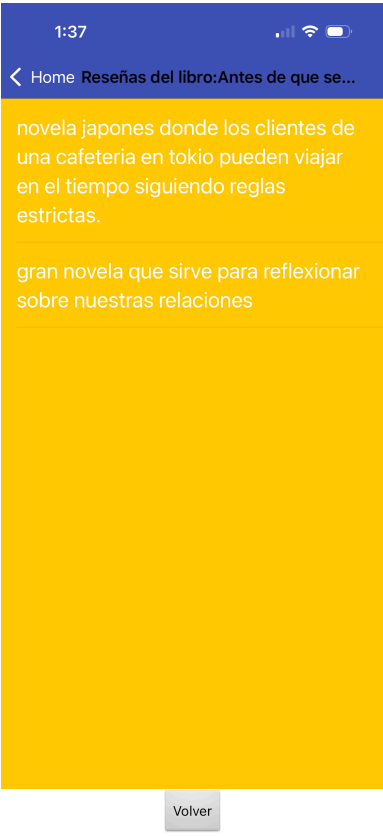 1:37
Home Reseñas del libro:Antes de que se...
novela japones donde los clientes de
una cafeteria en tokio pueden viajar
en el tiempo siguiendo reglas
estrictas.
gran novela que sirve para reflexionar
sobre nuestras relaciones
Volver